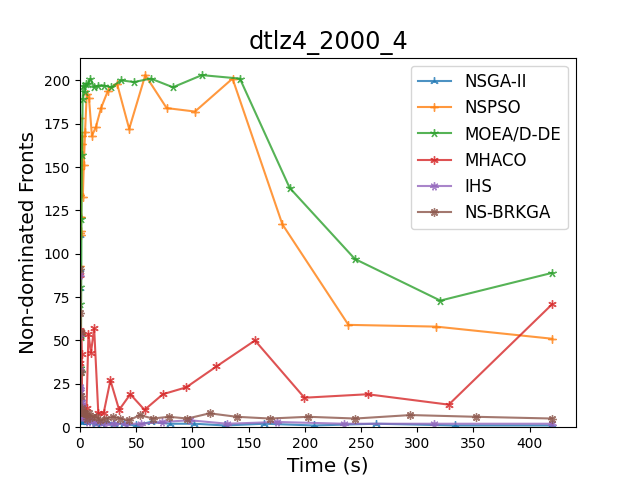 dtlz4_2000_4
Non-dominated Fronts
200
175
150
125
100
75
50
25
0
NSGA-II
NSPSO
MOEA/D-DE
MHACO
IHS
NS-BRKGA
0 50 100 150 200 250 300 350 400
Time (s)